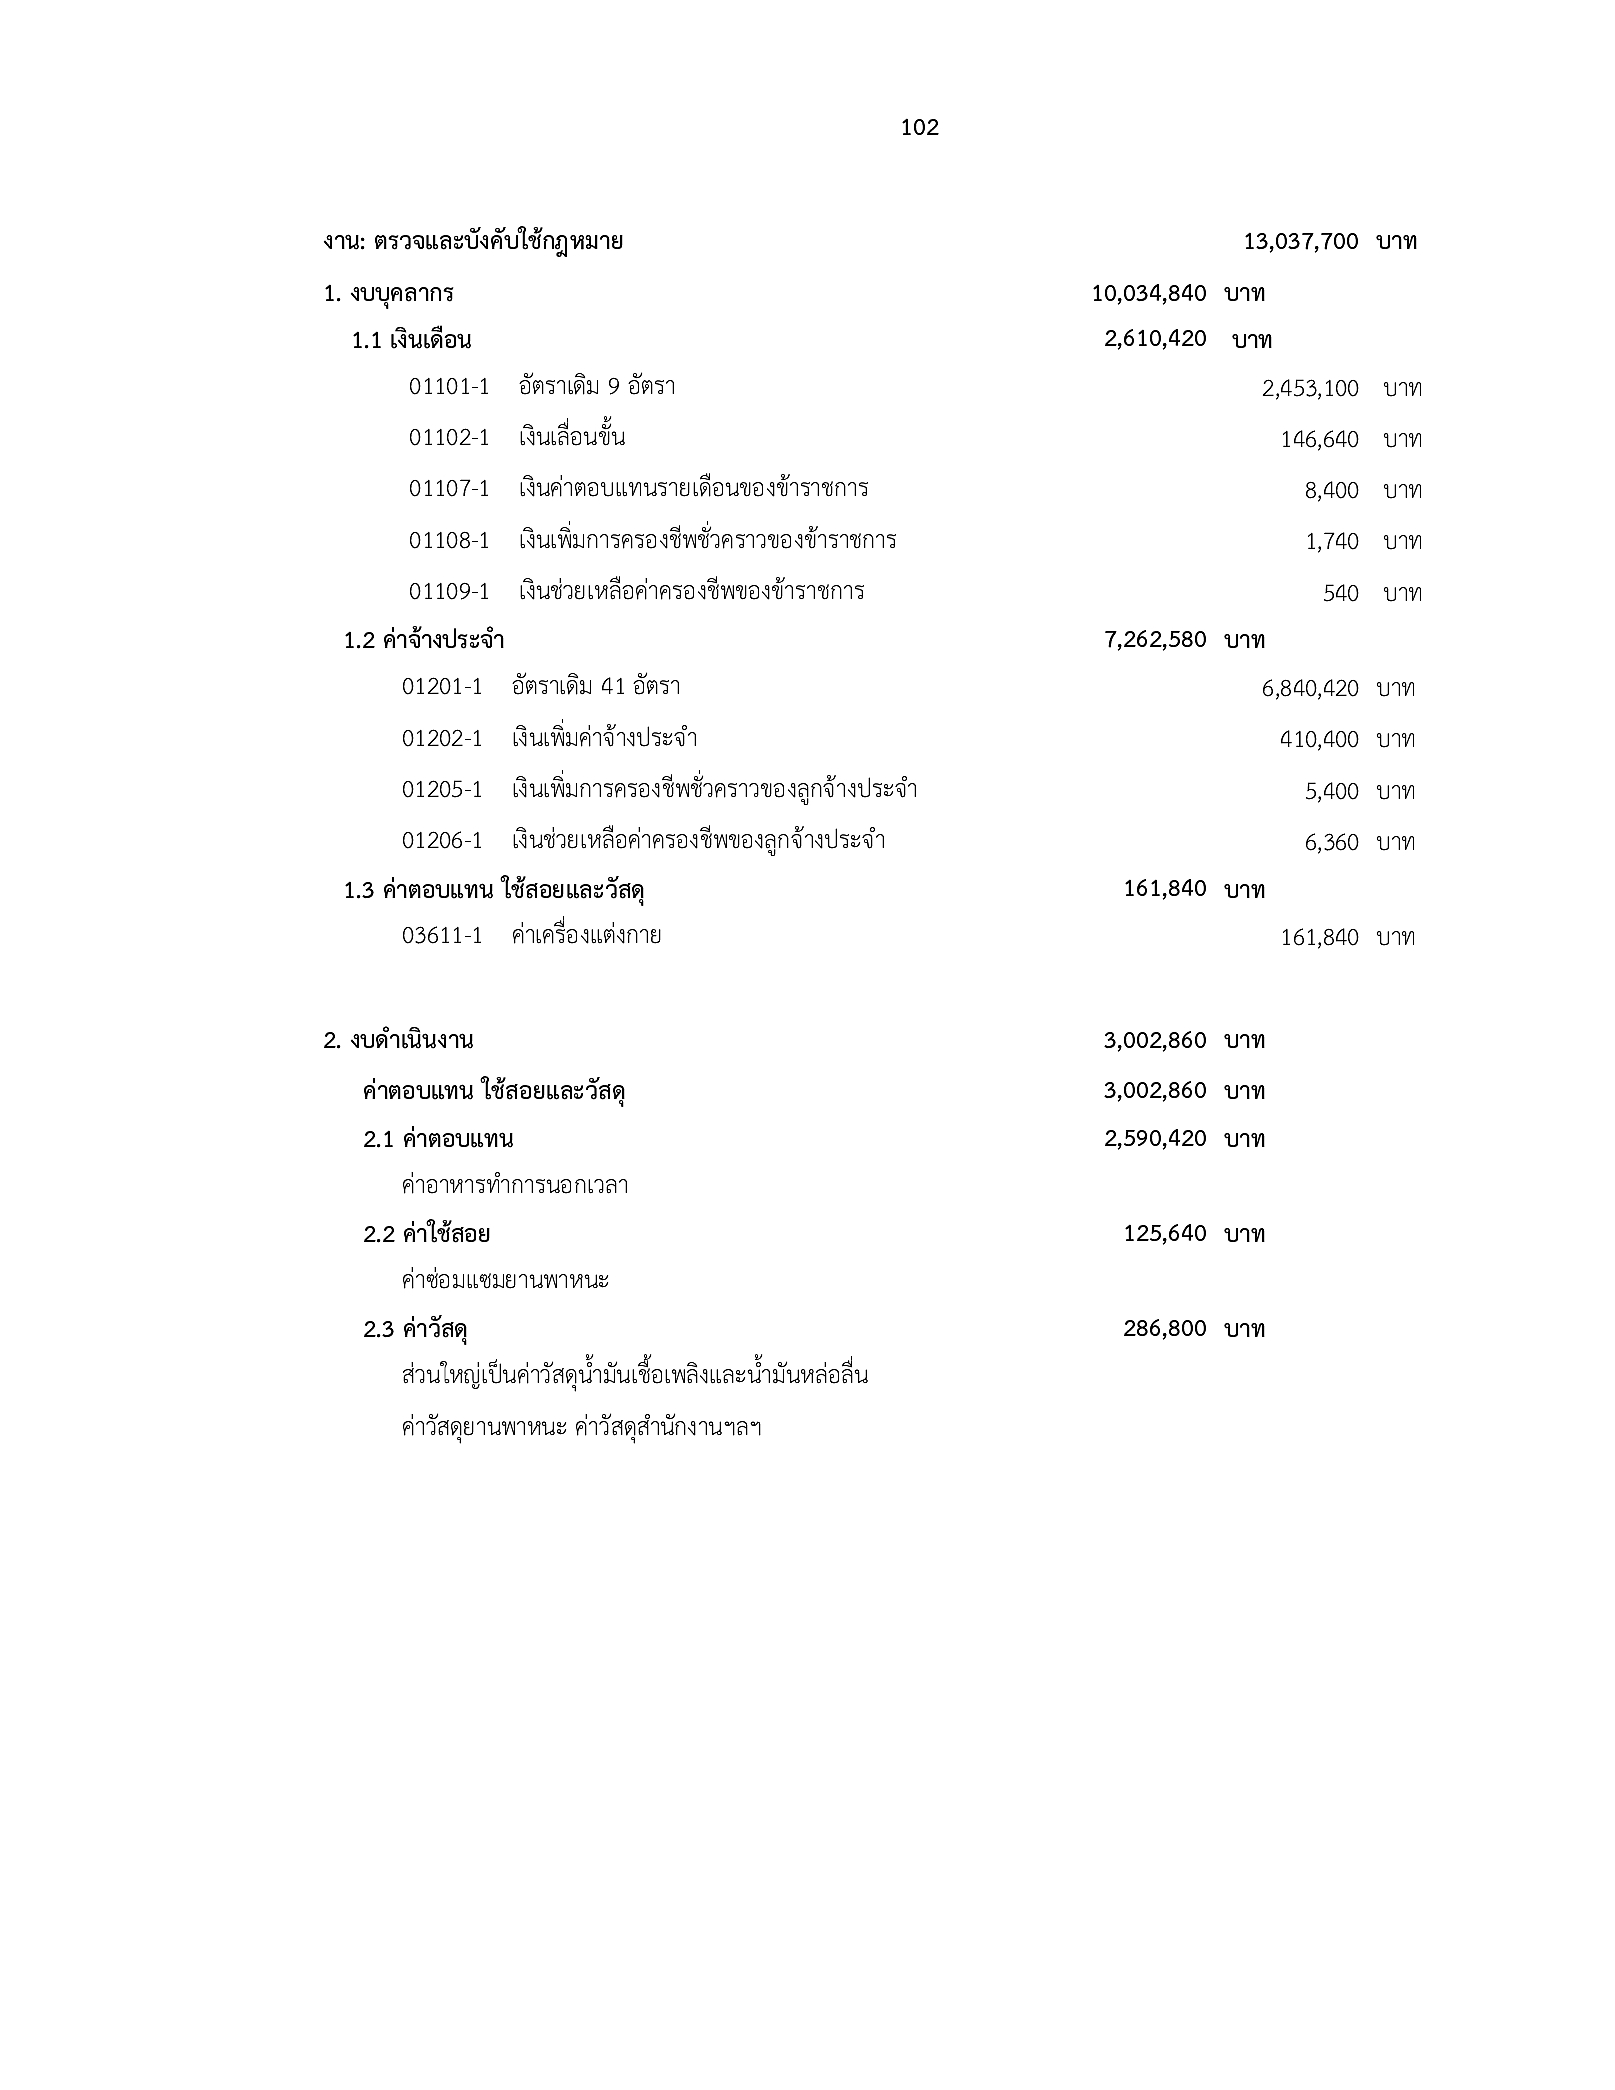 102
งาน: ตรวจและบังคับใช้กฎหมาย 13,037,700 บาท
1. งบบุคลากร 10,034,840 บาท
1.1 เงินเดือน 2,610,420 บาท
01101-1 อัตราเดิม 9 อัตรา 2,453,100 บาท
01102-1 เงินเลื่อนขั้น 146,640 บาท
01107-1 เงินค่าตอบแทนรายเดือนของข้าราชการ 8,400 บาท
01108-1 เงินเพิ่มการครองชีพชั่วคราวของข้าราชการ 1,740 บาท
01109-1 เงินช่วยเหลือค่าครองชีพของข้าราชการ 540 บาท
1.2 ค่าจ้างประจำ 7,262,580 บาท
01201-1 อัตราเดิม 41 อัตรา 6,840,420 บาท
01202-1 เงินเพิ่มค่าจ้างประจำ 410,400 บาท
01205-1 เงินเพิ่มการครองชีพชั่วคราวของลูกจ้างประจำ 5,400 บาท
01206-1 เงินช่วยเหลือค่าครองชีพของลูกจ้างประจำ 6,360 บาท
1.3 ค่าตอบแทน ใช้สอยและวัสดุ 161,840 บาท
03611-1 ค่าเครื่องแต่งกาย 161,840 บาท
2. งบดำเนินงาน 3,002,860 บาท
ค่าตอบแทน ใช้สอยและวัสดุ 3,002,860 บาท
2.1 ค่าตอบแทน 2,590,420 บาท
ค่าอาหารทำการนอกเวลา
2.2 ค่าใช้สอย 125,640 บาท
ค่าซ่อมแซมยานพาหนะ
2.3 ค่าวัสดุ 286,800 บาท
ส่วนใหญ่เป็นค่าวัสดุน้ำมันเชื้อเพลิงและน้ำมันหล่อลื่น
ค่าวัสดุยานพาหนะ ค่าวัสดุสำนักงานฯลฯ